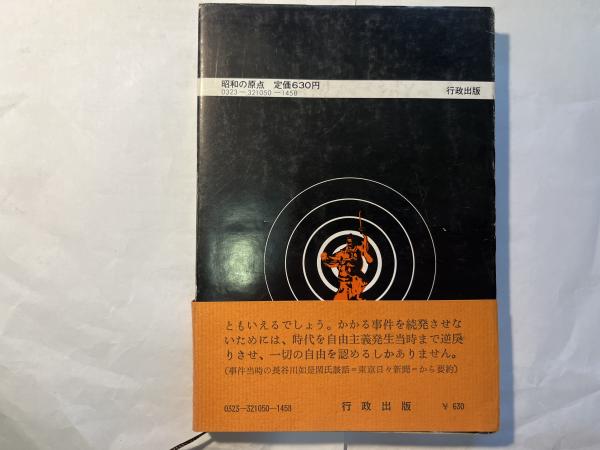 昭和の原点 定価630円
0323-321050-1458
行政出版
ともいえるでしょう。かかる事件を続発させな
いためには、時代を自由主義発生当時まで逆戻
りさせ、一切の自由を認めるしかありません。
(事件当時の長谷川如是閑氏談話=東京日々新聞=から要約)
0323-321050-1458 行政出版 ¥630